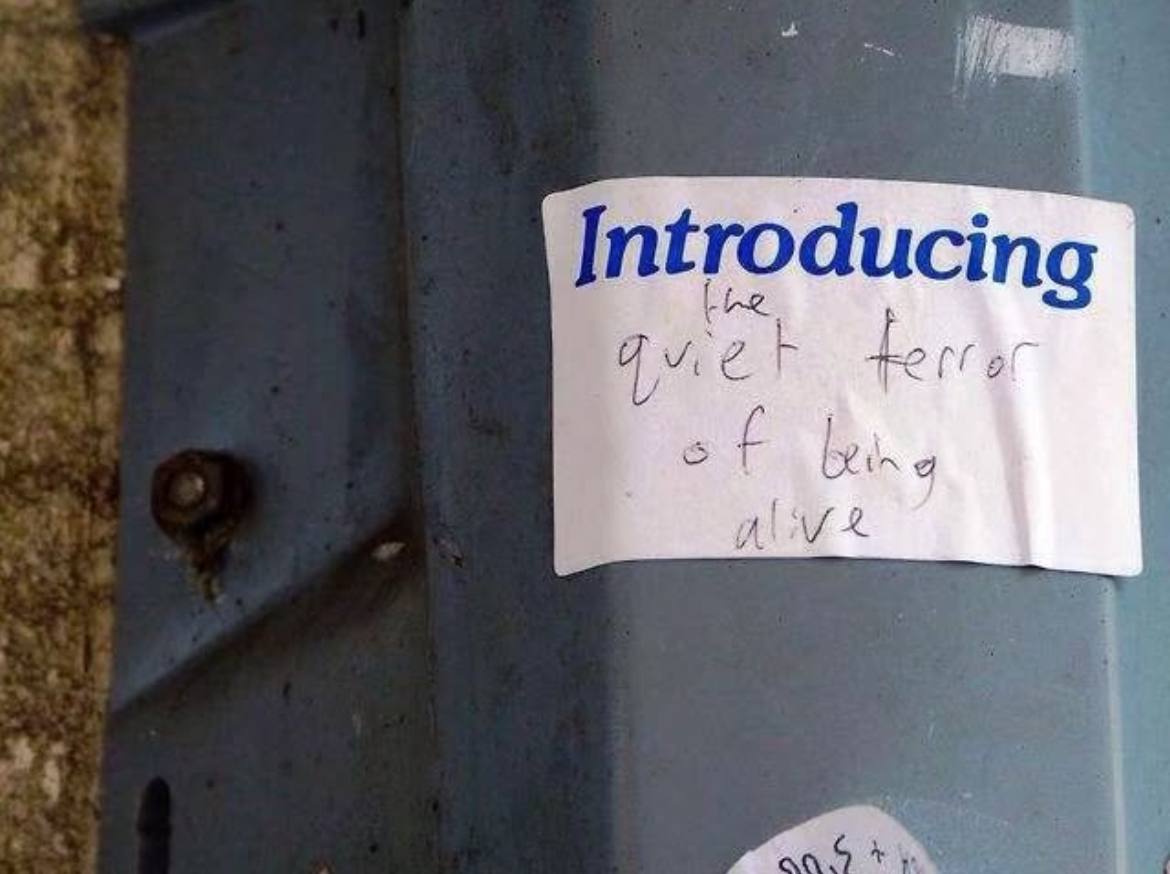 Introducing
the
quiet terror
of being
alive